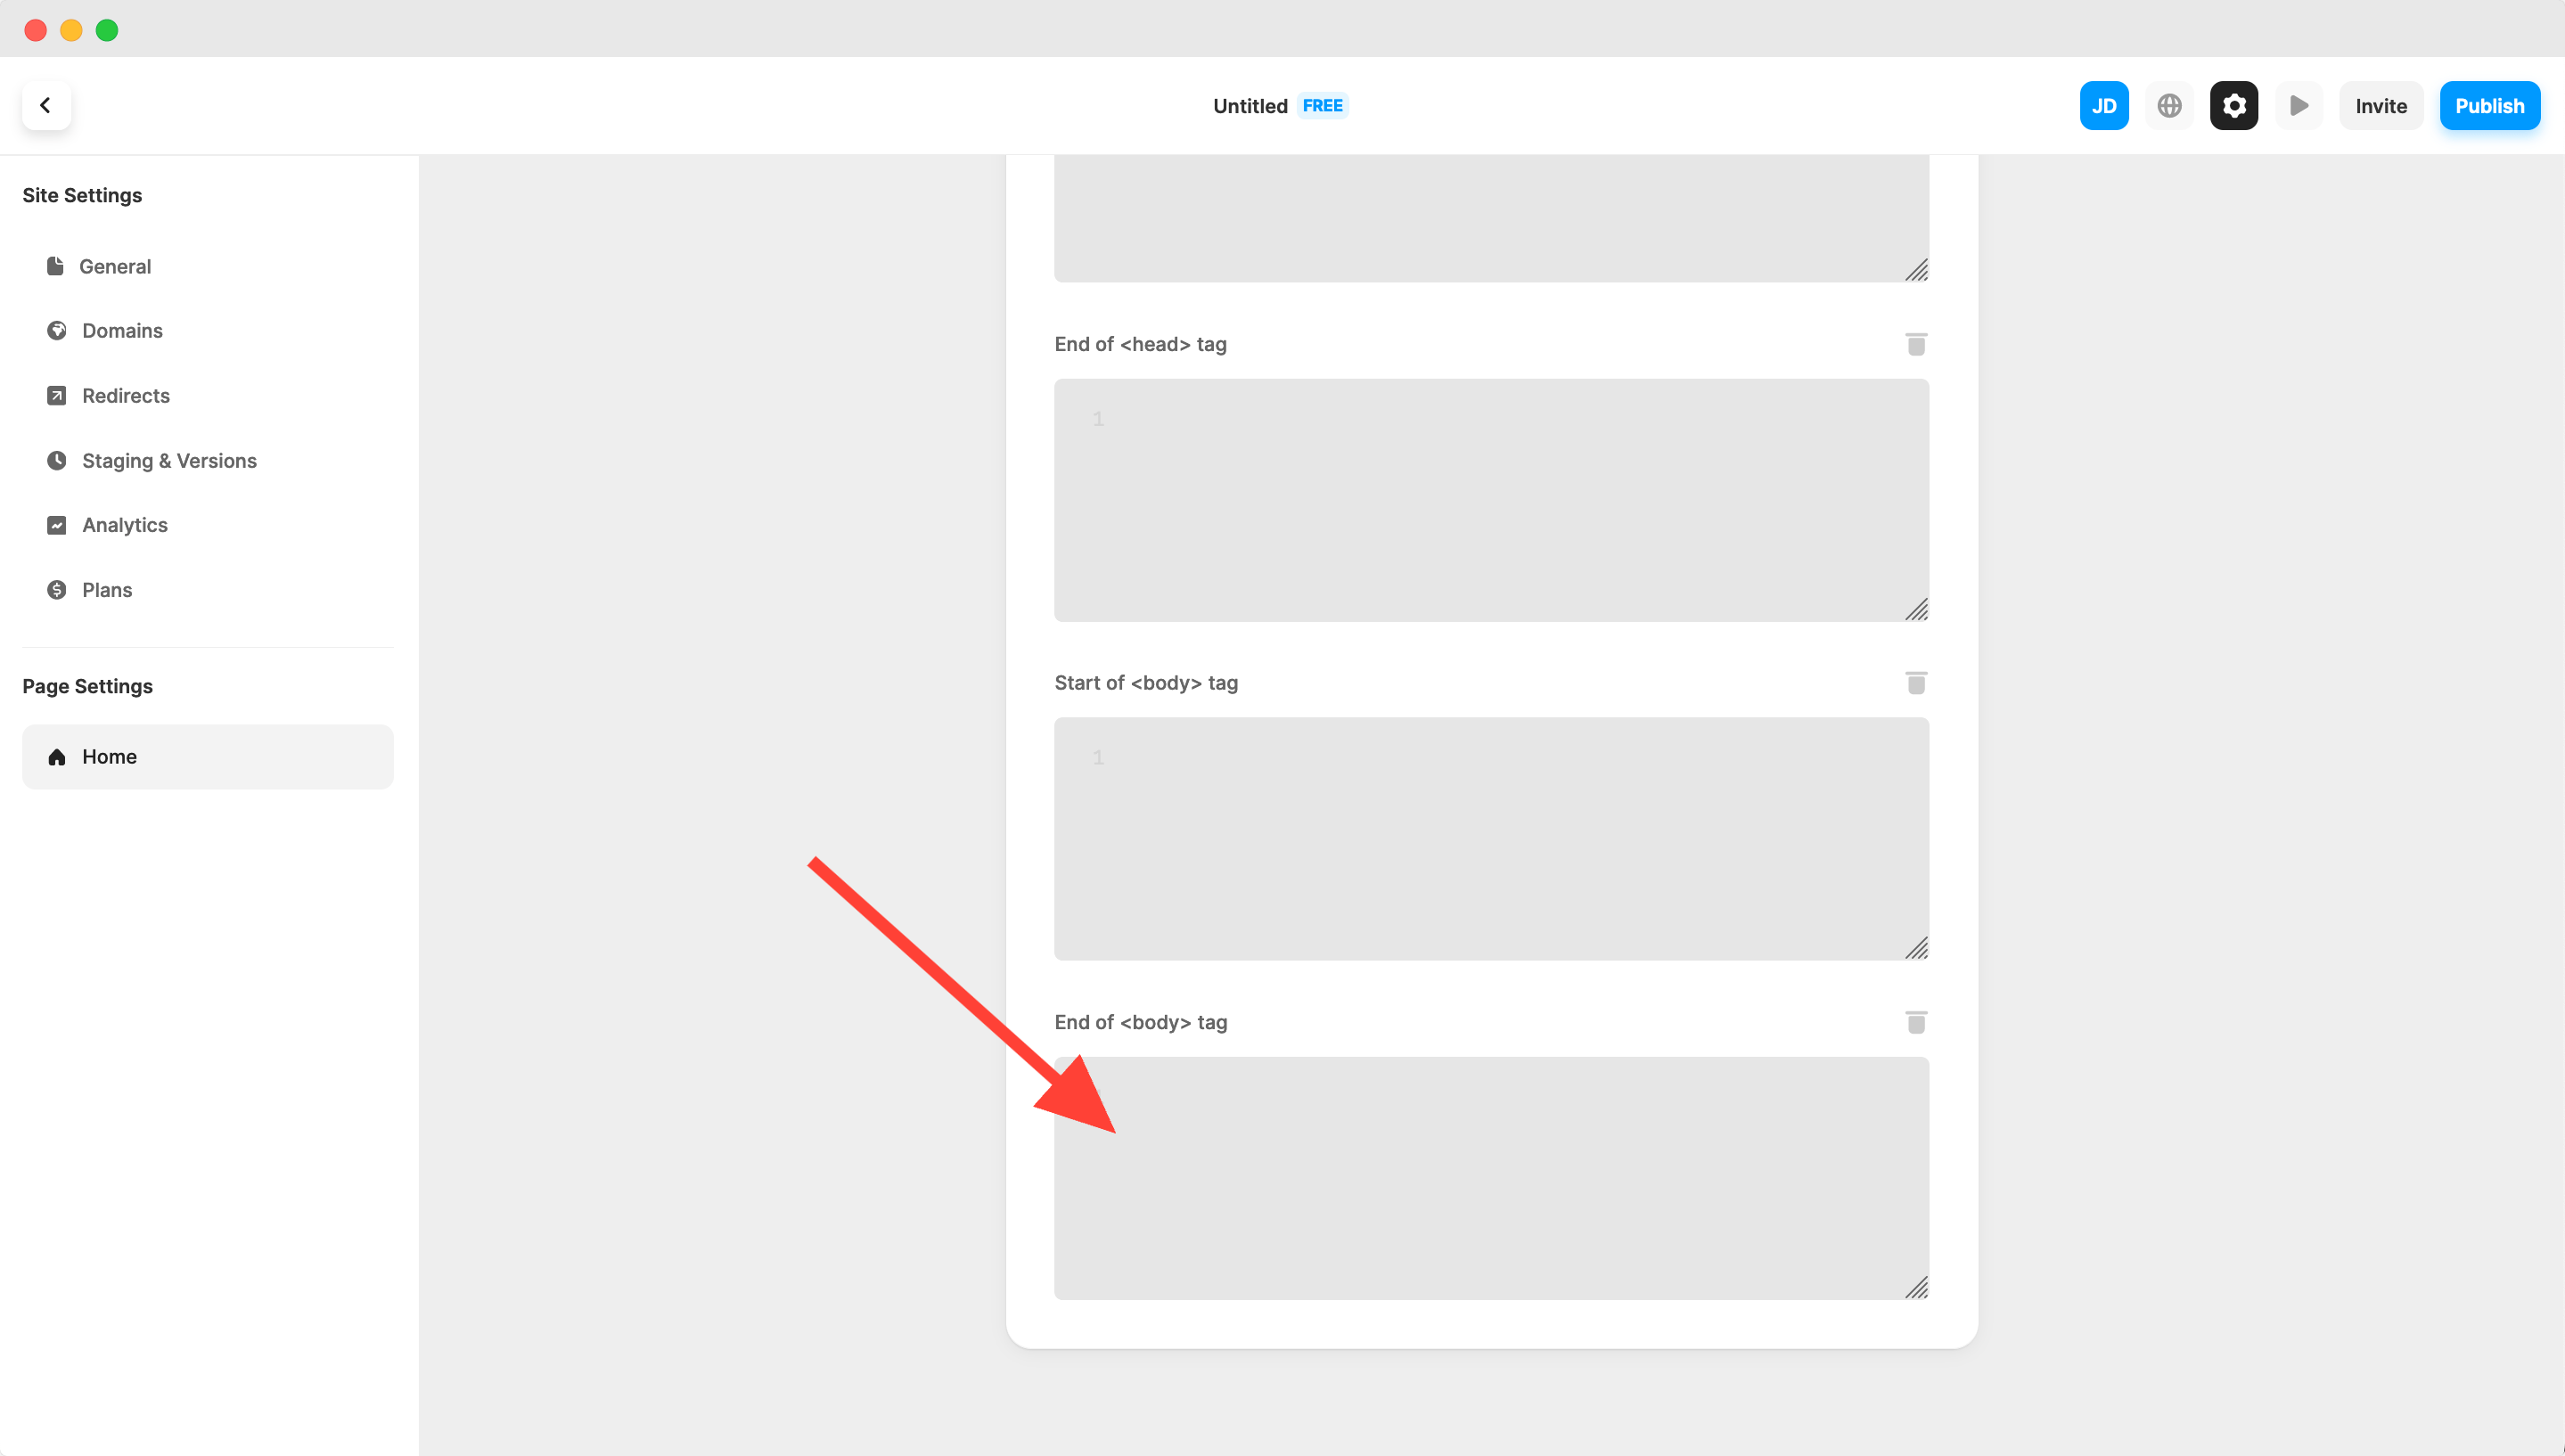 Untitled FREE
JD
Invite
Publish
Site Settings
General
Domains
Redirects
Staging & Versions
Analytics
Plans
Page Settings
Home
End of <head> tag
1
Start of <body> tag
1
End of <body> tag